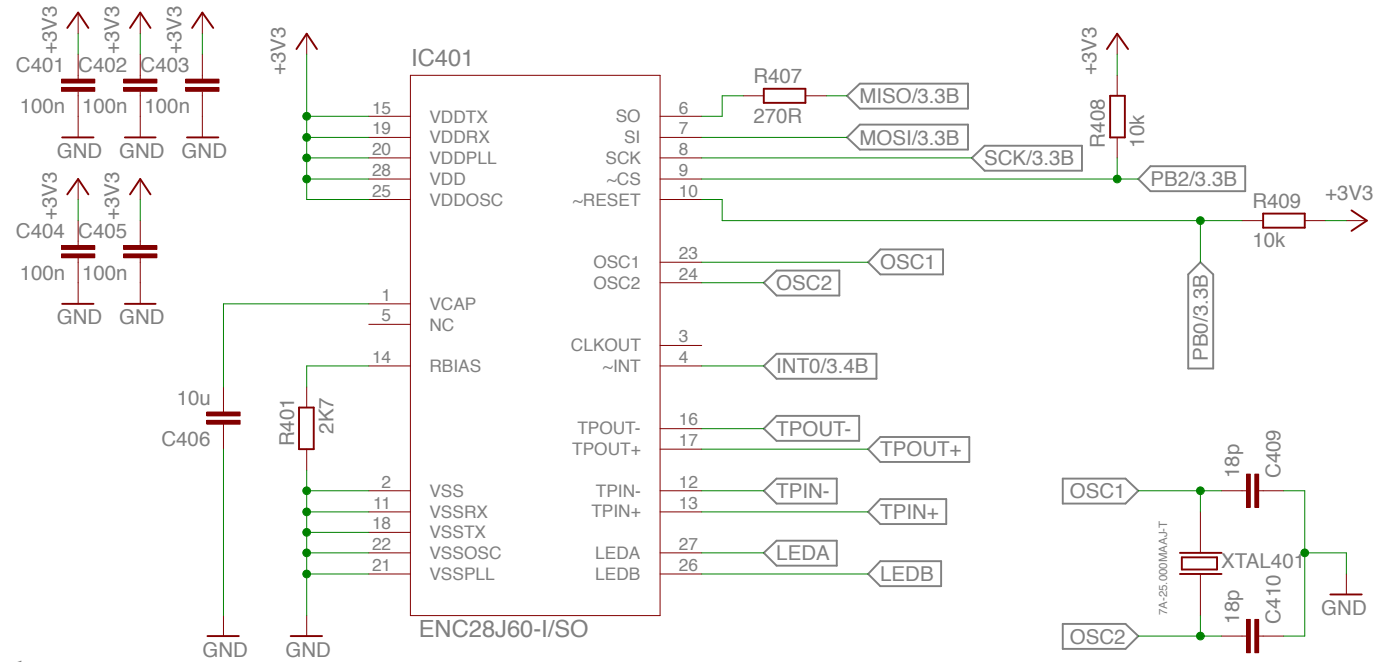 +3V3
+3V3
+3V3
C401
C402
C403
100n
100n
100n
GND
GND
GND
+3V3
+3V3
C404
C405
100n
100n
GND
GND
+3V3
IC401
15 VDDTX
19 VDDRX
20 VDDPLL
28 VDD
25 VDDOSC
1 VCAP
5 NC
14 RBIAS
2 VSS
11 VSSRX
18 VSSTX
22 VSSOSC
21 VSSPLL
SO 6
SI 7
SCK 8
~CS 9
~RESET 10
OSC1 23
OSC2 24
CLKOUT 3
~INT 4
TPOUT- 16
TPOUT+ 17
TPIN- 12
TPIN+ 13
LEDA 27
LEDB 26
ENC28J60-I/SO
10u
C406
GND
R401
2K7
GND
R407
270R
MISO/3.3B
MOSI/3.3B
SCK/3.3B
+3V3
R408
10k
PB2/3.3B
R409
10k
+3V3
PB0/3.3B
OSC1
OSC2
INT0/3.4B
TPOUT-
TPOUT+
TPIN-
TPIN+
LEDA
LEDB
OSC1
18p
C409
7A-25.000MAAJ-T
XTAL401
OSC2
18p
C410
GND